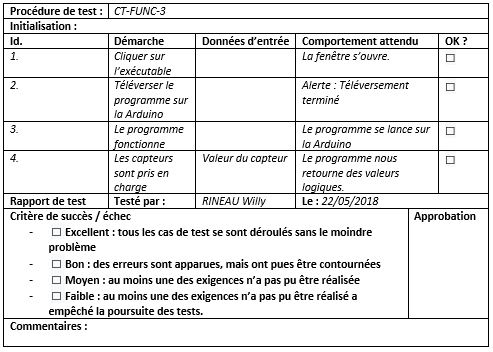 Procédure de test : CT-FUNC-3
Initialisation :
Id. Démarche Données d'entrée Comportement attendu OK ?
1. Cliquer sur La fenêtre s'ouvre. ☐
l'exécutable
2. Téléverser le Alerte : Téléversement ☐
programme sur terminé
la Arduino
3. Le programme Le programme se lance sur ☐
fonctionne la Arduino
4. Les capteurs Valeur du capteur Le programme nous ☐
sont pris en retourne des valeurs
charge logiques.
Rapport de test Testé par : RINEAU Willy Le : 22/05/2018
Critère de succès / échec Approbation
- ☐ Excellent : tous les cas de test se sont déroulés sans le moindre
problème
- ☐ Bon : des erreurs sont apparues, mais ont pues être contournées
- ☐ Moyen : au moins une des exigences n'a pas pu être réalisée
- ☐ Faible : au moins une des exigences n'a pas pu être réalisé a
empêché la poursuite des tests.
Commentaires :